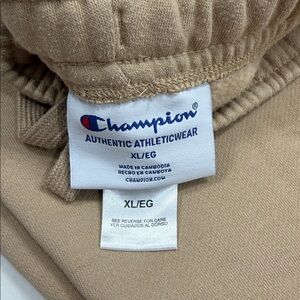 Champion®
AUTHENTIC ATHLETICWEAR
XL/EG
MADE IN CAMBODIA
HECHO EN CAMBOYA
CHAMPION.COM
XL/EG
SEE REVERSE FOR CARE
VER CUIDADOS AL DORSO